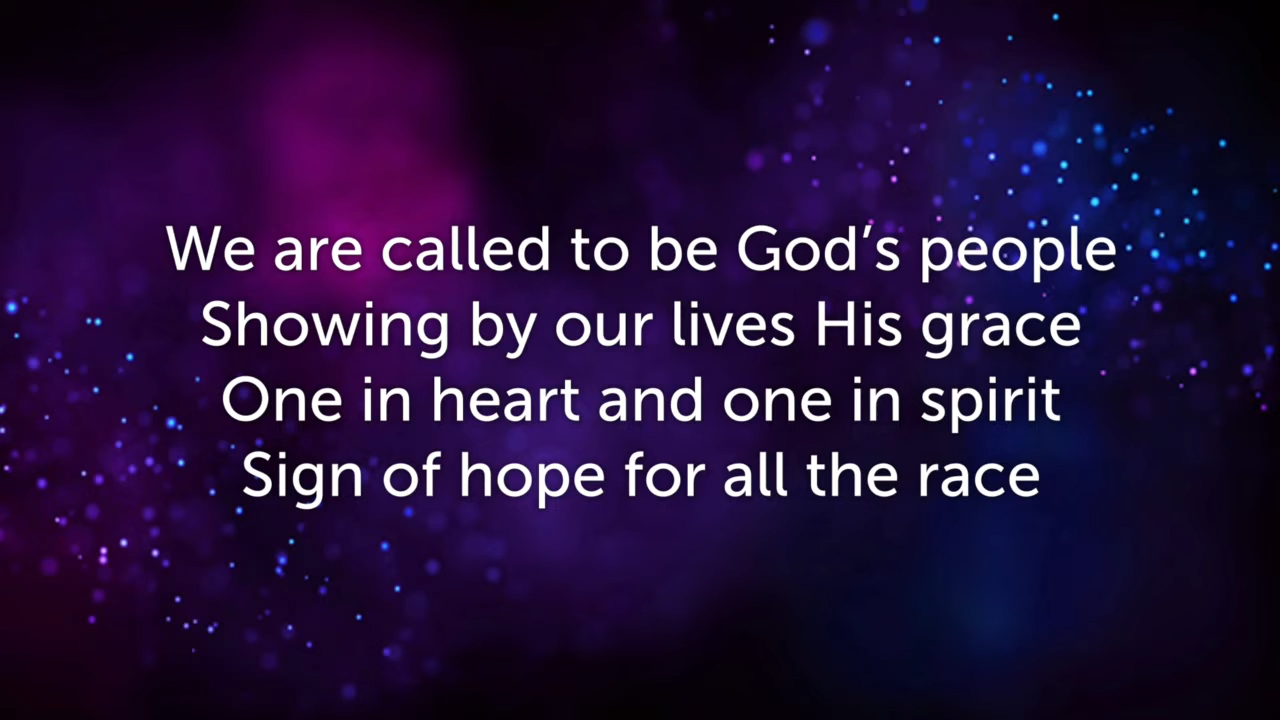 We are called to be God’s people
Showing by our lives His grace
One in heart and one in spirit
Sign of hope for all the race